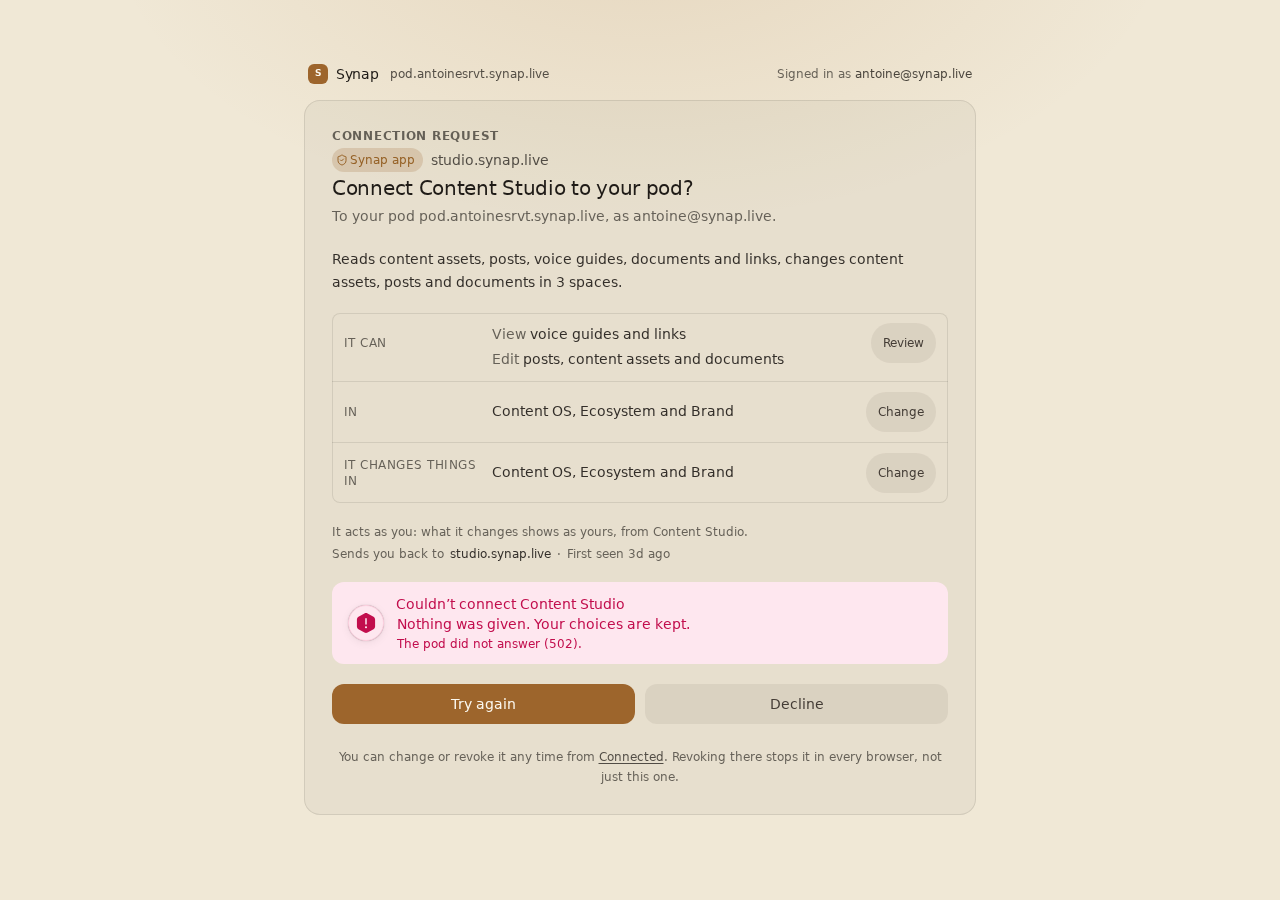 S Synap pod.antoinesrvt.synap.live Signed in as antoine@synap.live
CONNECTION REQUEST
Synap app studio.synap.live
Connect Content Studio to your pod?
To your pod pod.antoinesrvt.synap.live, as antoine@synap.live.
Reads content assets, posts, voice guides, documents and links, changes content
assets, posts and documents in 3 spaces.
IT CAN
View voice guides and links
Edit posts, content assets and documents
Review
IN
Content OS, Ecosystem and Brand
Change
IT CHANGES THINGS
IN
Content OS, Ecosystem and Brand
Change
It acts as you: what it changes shows as yours, from Content Studio.
Sends you back to studio.synap.live · First seen 3d ago
Couldn’t connect Content Studio
Nothing was given. Your choices are kept.
The pod did not answer (502).
Try again
Decline
You can change or revoke it any time from Connected. Revoking there stops it in every browser, not
just this one.